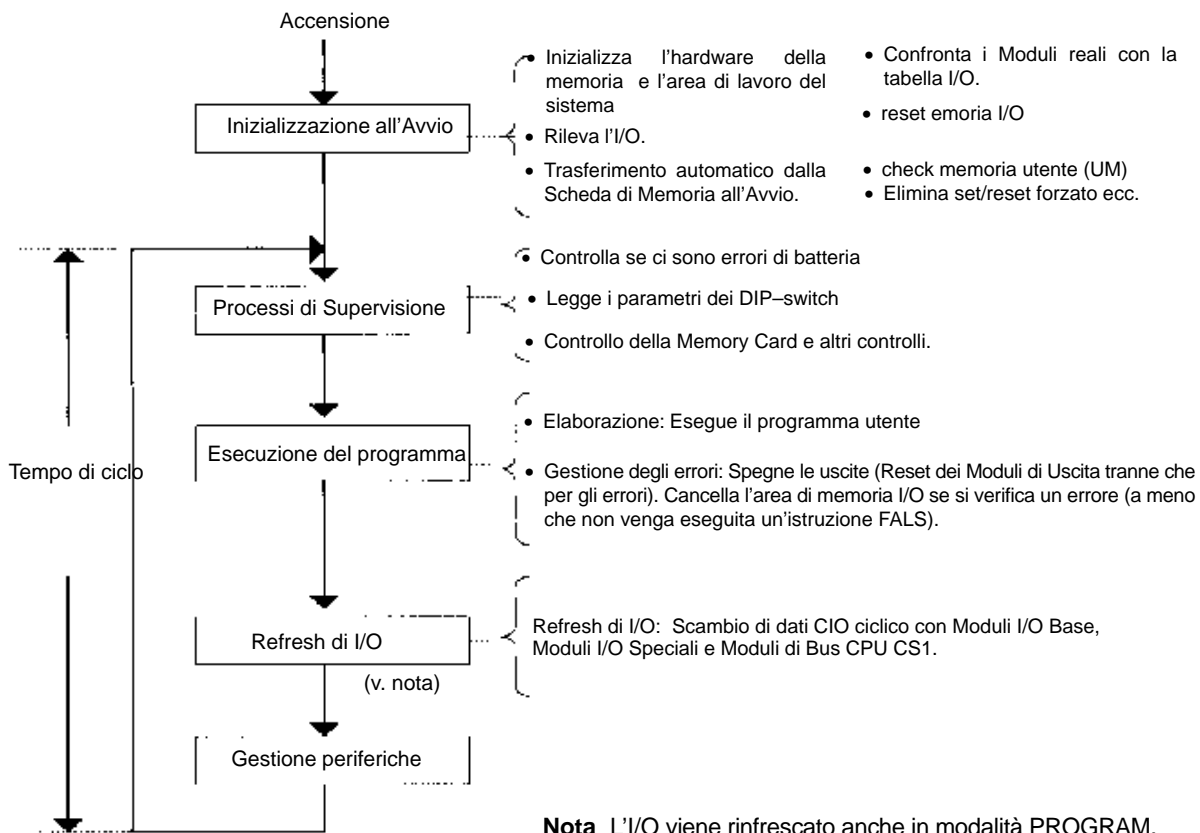 Accensione
Inizializzazione all'Avvio
• Inizializza l'hardware della
memoria e l'area di lavoro del
sistema
• Rileva l'I/O.
• Trasferimento automatico dalla
Scheda di Memoria all'Avvio.
• Confronta i Moduli reali con la
tabella I/O.
• reset emoria I/O
• check memoria utente (UM)
• Elimina set/reset forzato ecc.
Tempo di ciclo
Processi di Supervisione
• Controlla se ci sono errori di batteria
• Legge i parametri dei DIP–switch
• Controllo della Memory Card e altri controlli.
Esecuzione del programma
• Elaborazione: Esegue il programma utente
• Gestione degli errori: Spegne le uscite (Reset dei Moduli di Uscita tranne che
per gli errori). Cancella l'area di memoria I/O se si verifica un errore (a meno
che non venga eseguita un'istruzione FALS).
Refresh di I/O
(v. nota)
Refresh di I/O: Scambio di dati CIO ciclico con Moduli I/O Base,
Moduli I/O Speciali e Moduli di Bus CPU CS1.
Gestione periferiche
Nota L'I/O viene rinfrescato anche in modalità PROGRAM.